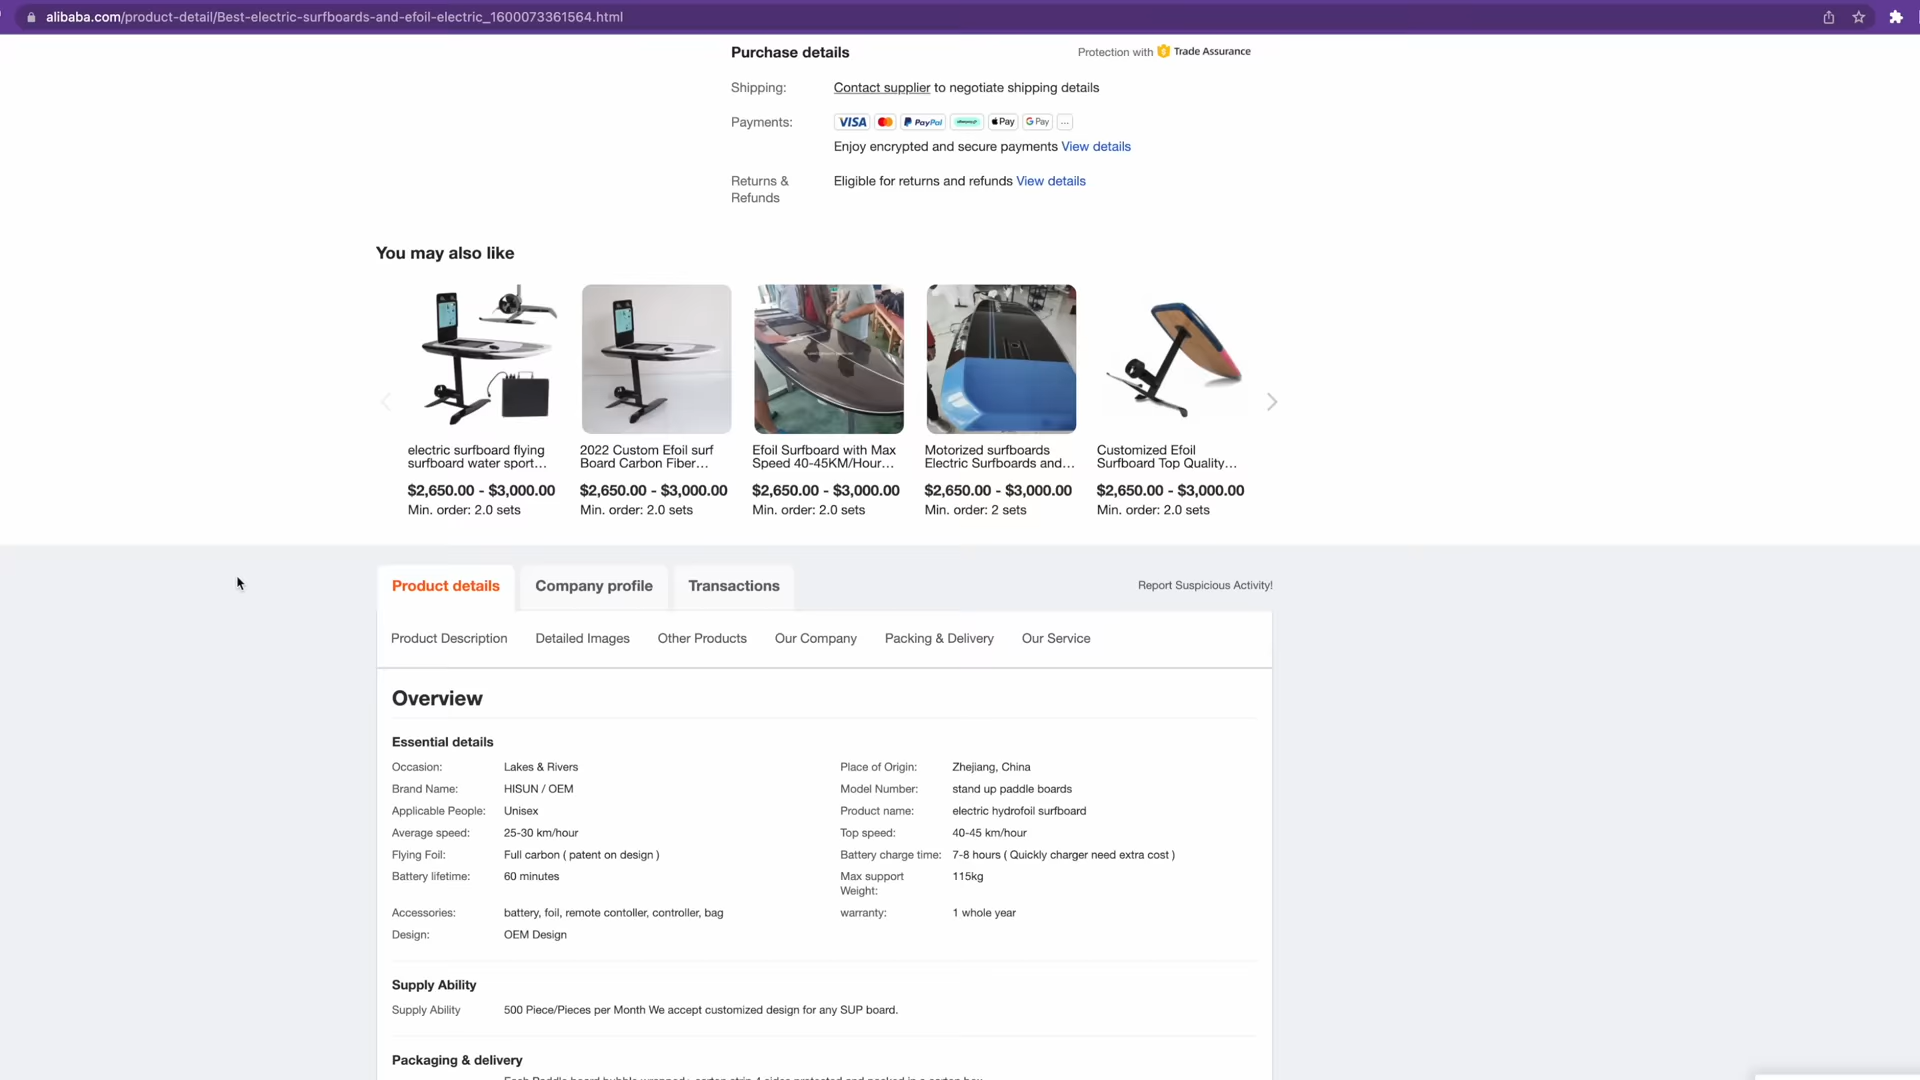 alibaba.com/product-detail/Best-electric-surfboards-and-efoil-electric_1600073361564.html
Purchase details
Protection with Trade Assurance
Shipping: Contact supplier to negotiate shipping details
Payments: VISA PayPal Pay G Pay ...
Enjoy encrypted and secure payments View details
Returns & Eligible for returns and refunds View details
Refunds
You may also like
electric surfboard flying
surfboard water sport...
$2,650.00 - $3,000.00
Min. order: 2.0 sets
2022 Custom Efoil surf
Board Carbon Fiber...
$2,650.00 - $3,000.00
Min. order: 2.0 sets
Efoil Surfboard with Max
Speed 40-45KM/Hour...
$2,650.00 - $3,000.00
Min. order: 2.0 sets
Motorized surfboards
Electric Surfboards and...
$2,650.00 - $3,000.00
Min. order: 2 sets
Customized Efoil
Surfboard Top Quality...
$2,650.00 - $3,000.00
Min. order: 2.0 sets
Product details
Company profile
Transactions
Report Suspicious Activity!
Product Description
Detailed Images
Other Products
Our Company
Packing & Delivery
Our Service
Overview
Essential details
Occasion: Lakes & Rivers
Place of Origin: Zhejiang, China
Brand Name: HISUN / OEM
Model Number: stand up paddle boards
Applicable People: Unisex
Product name: electric hydrofoil surfboard
Average speed: 25-30 km/hour
Top speed: 40-45 km/hour
Flying Foil: Full carbon ( patent on design )
Battery charge time: 7-8 hours ( Quickly charger need extra cost )
Battery lifetime: 60 minutes
Max support 115kg
Weight:
Accessories: battery, foil, remote contoller, controller, bag
warranty: 1 whole year
Design: OEM Design
Supply Ability
Supply Ability 500 Piece/Pieces per Month We accept customized design for any SUP board.
Packaging & delivery